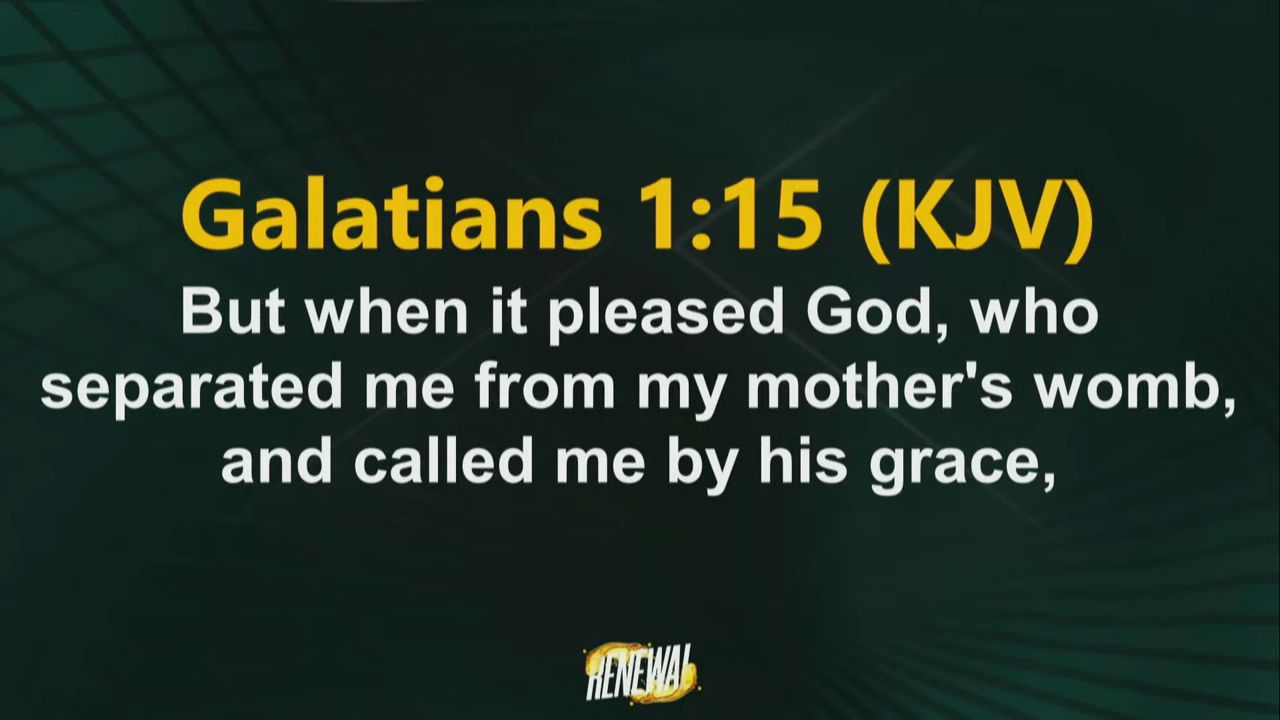 Galatians 1:15 (KJV)
But when it pleased God, who
separated me from my mother's womb,
and called me by his grace,
RENEWAL